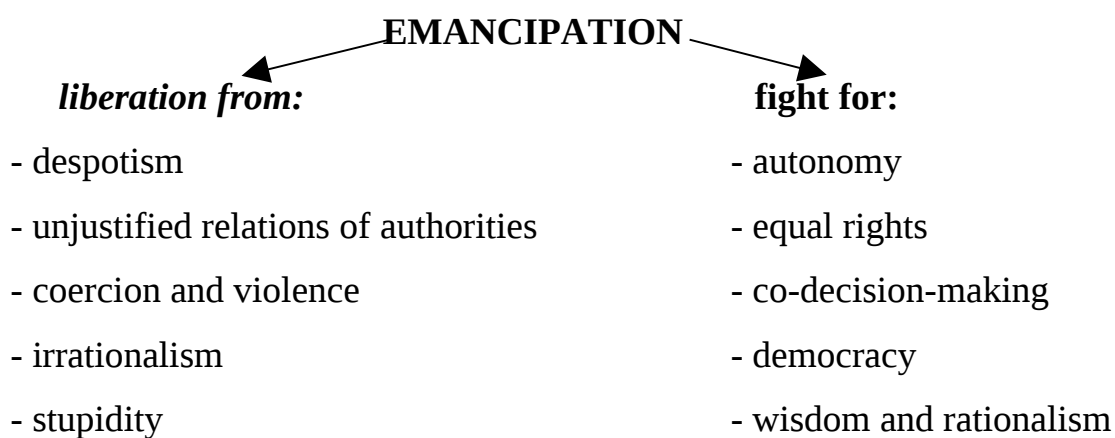 EMANCIPATION
liberation from:
- despotism
- unjustified relations of authorities
- coercion and violence
- irrationalism
- stupidity
fight for:
- autonomy
- equal rights
- co-decision-making
- democracy
- wisdom and rationalism